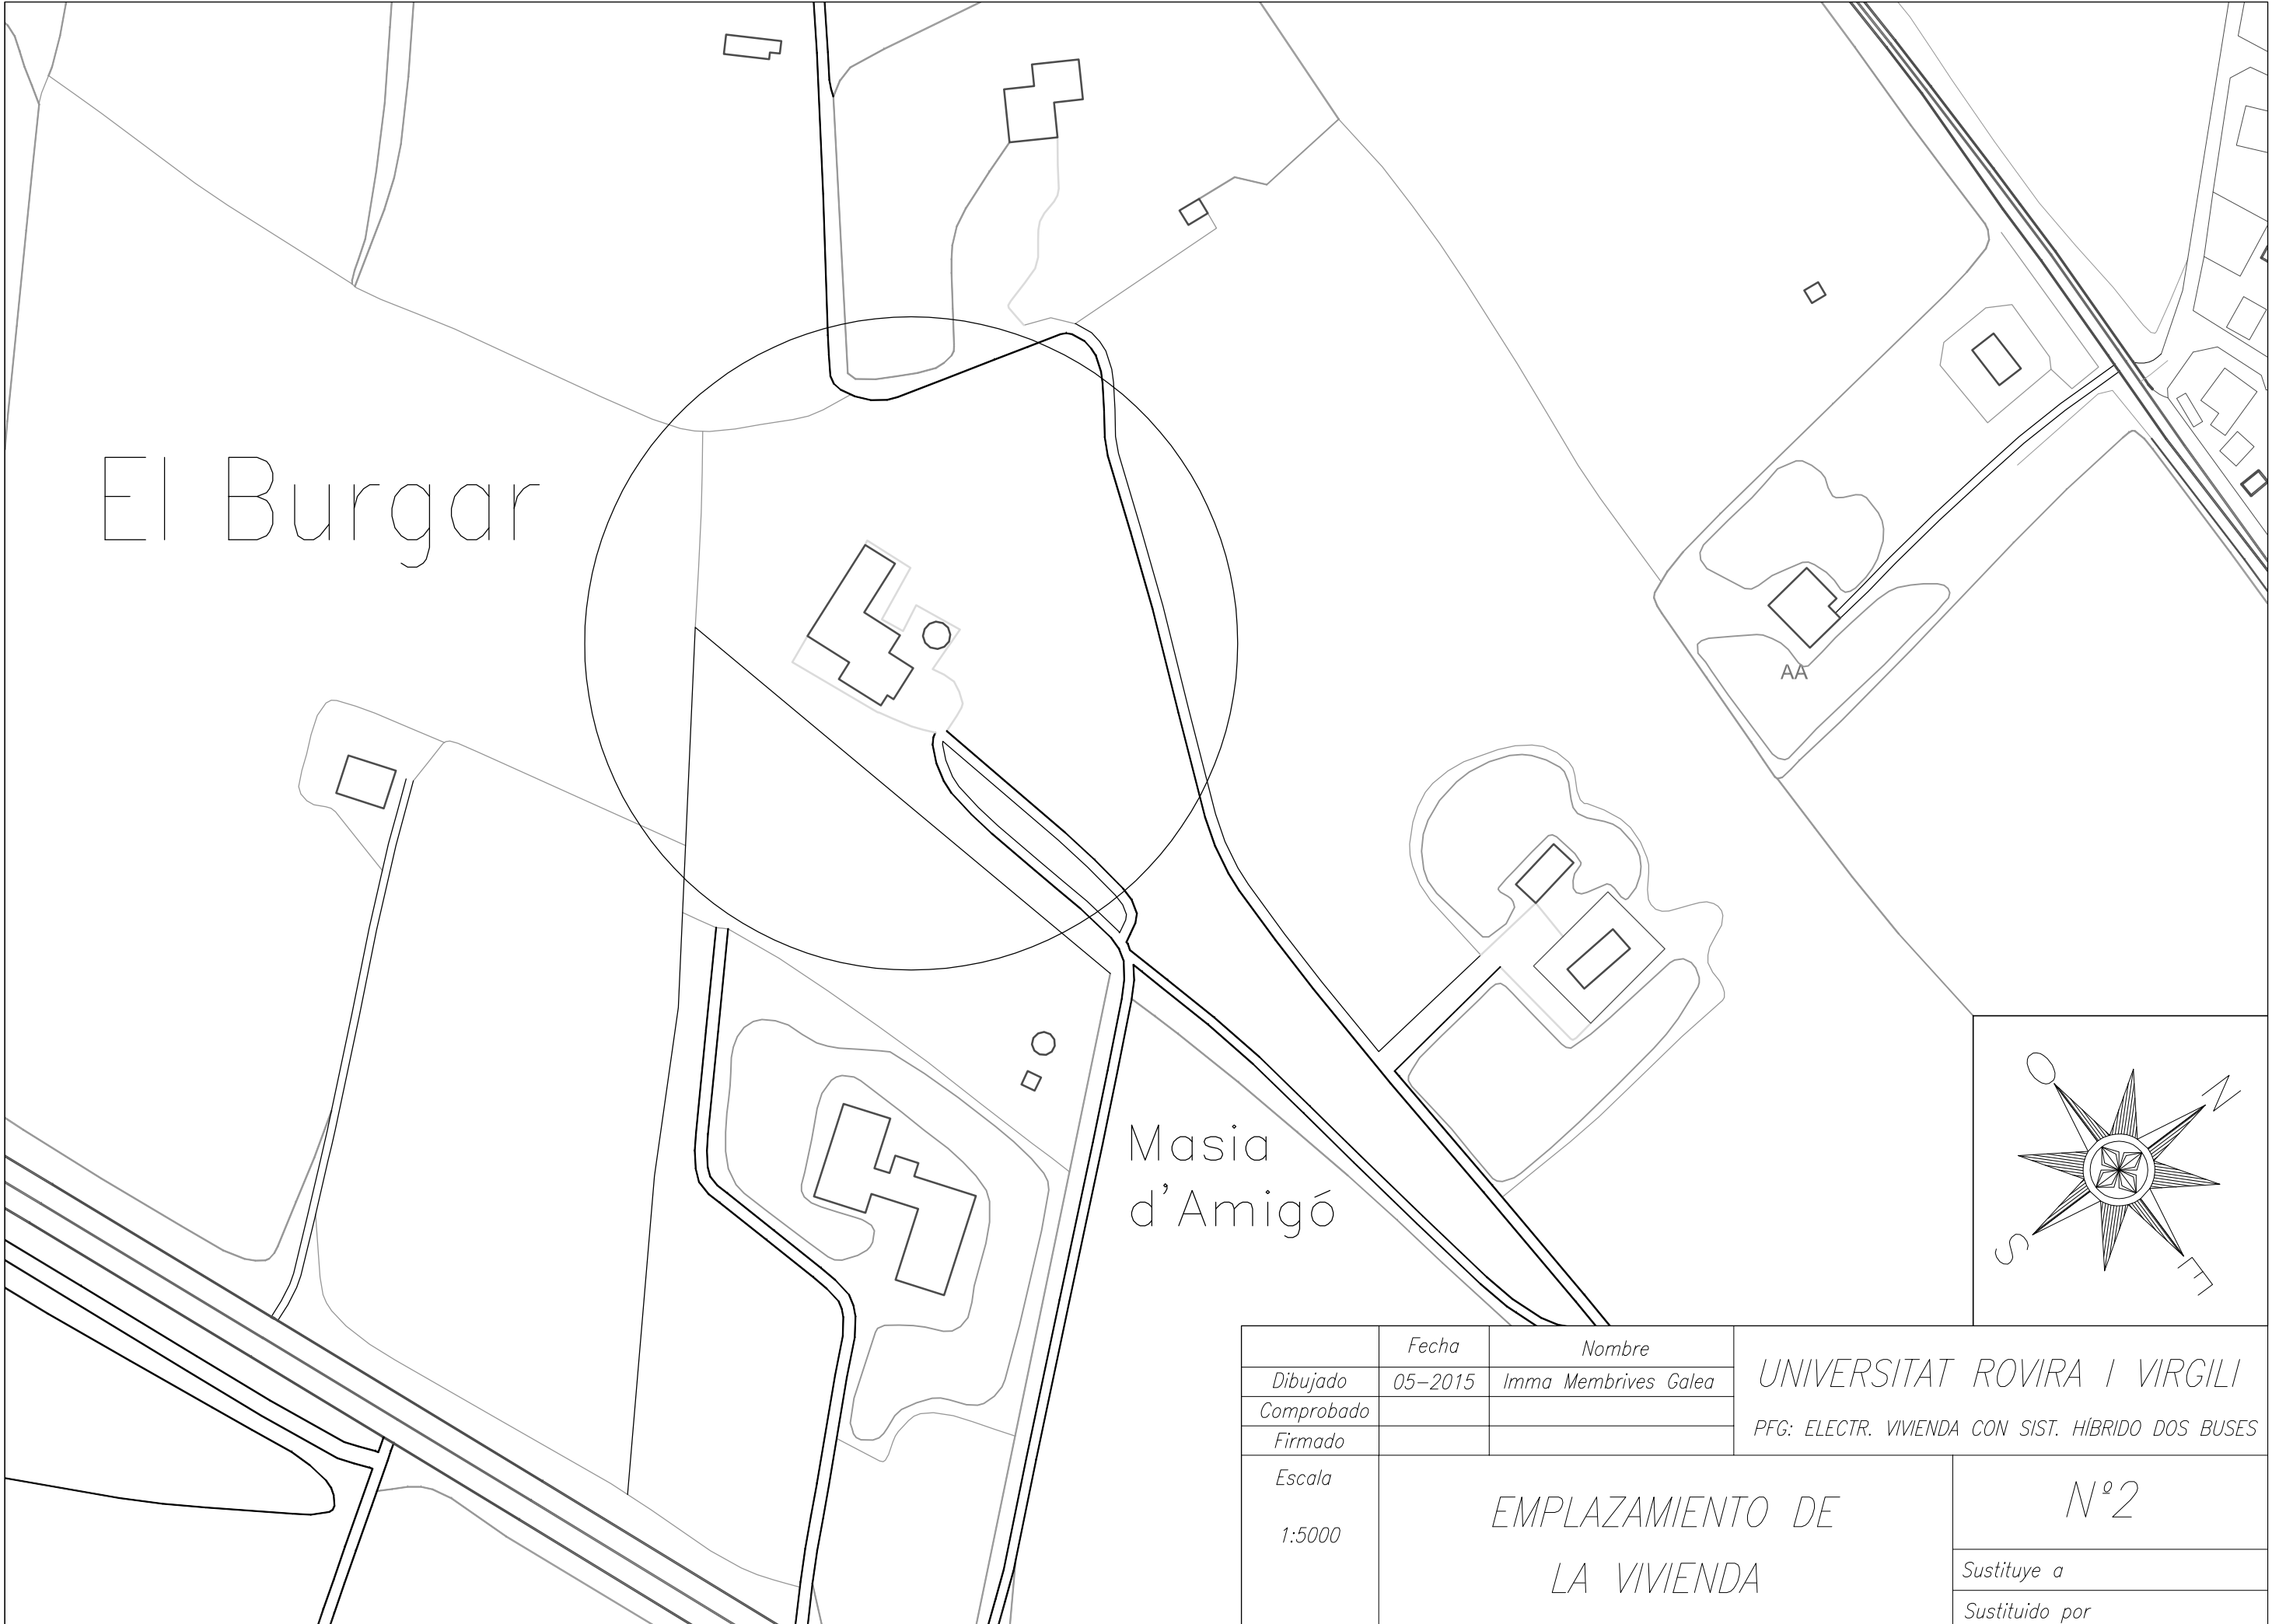 El Burgar
AA
Masia
d'Amigó
O
N
S
E
Fecha
Nombre
Dibujado
05-2015
Imma Membrives Galea
Comprobado
Firmado
UNIVERSITAT ROVIRA I VIRGILI
PFG: ELECTR. VIVIENDA CON SIST. HÍBRIDO DOS BUSES
Escala
1:5000
EMPLAZAMIENTO DE
LA VIVIENDA
Nº2
Sustituye a
Sustituido por